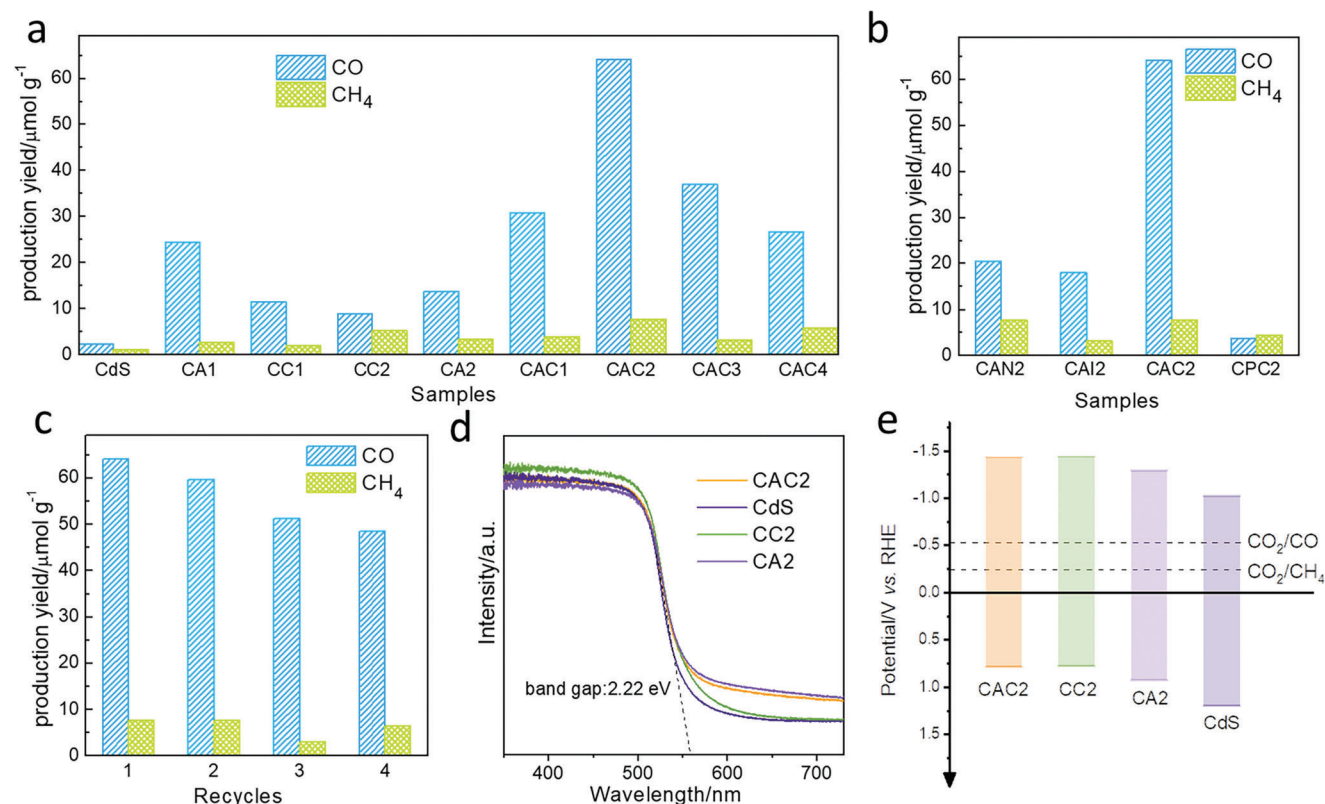 a
production yield/μmol g⁻¹
60
50
40
30
20
10
0
CO
CH₄
CdS CA1 CC1 CC2 CA2 CAC1 CAC2 CAC3 CAC4
Samples
b
production yield/μmol g⁻¹
60
50
40
30
20
10
0
CO
CH₄
CAN2 CAI2 CAC2 CPC2
Samples
c
production yield/μmol g⁻¹
60
50
40
30
20
10
0
CO
CH₄
1 2 3 4
Recycles
d
Intensity/a.u.
CAC2
CdS
CC2
CA2
band gap:2.22 eV
400 500 600 700
Wavelength/nm
e
Potential/V vs. RHE
-1.5
-1.0
-0.5
0.0
0.5
1.0
1.5
CO₂/CO
CO₂/CH₄
CAC2 CC2 CA2
CdS